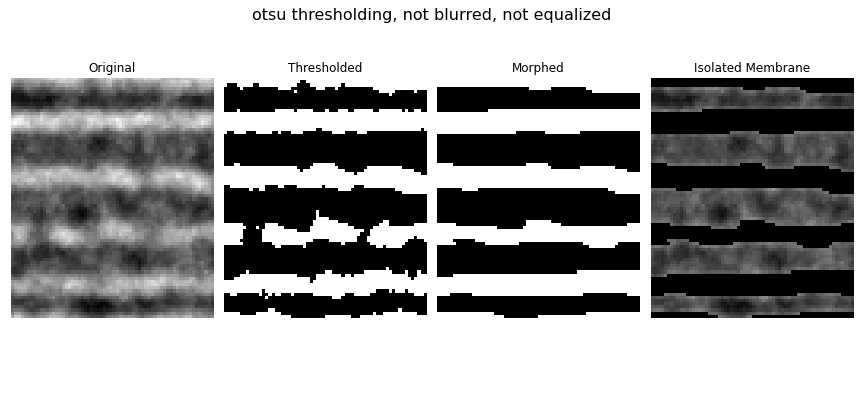 otsu thresholding, not blurred, not equalized
Original
Thresholded
Morphed
Isolated Membrane